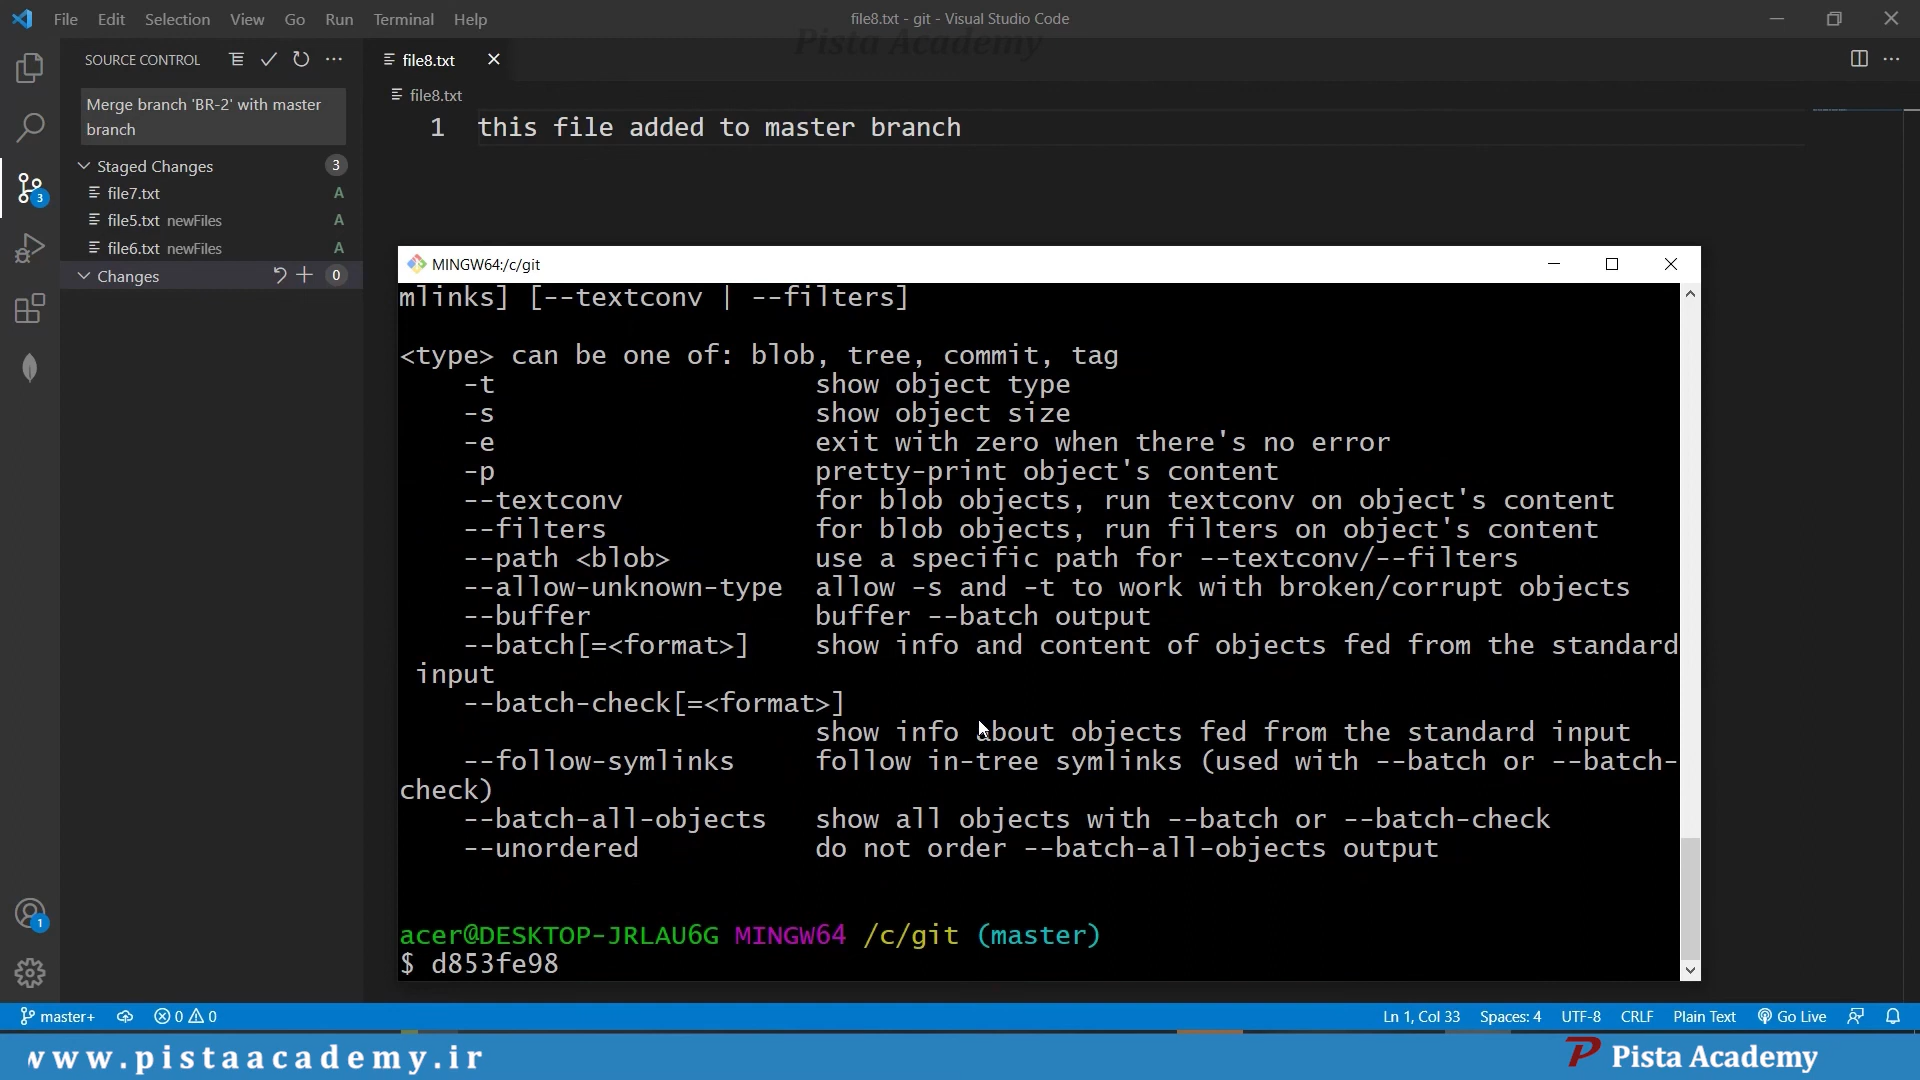 File Edit Selection View Go Run Terminal Help
file8.txt - git - Visual Studio Code
Pista Academy
SOURCE CONTROL
Merge branch 'BR-2' with master
branch
Staged Changes 3
file7.txt A
file5.txt newFiles A
file6.txt newFiles A
Changes 0
3
1
file8.txt
file8.txt
1 this file added to master branch
MINGW64:/c/git
mlinks] [--textconv | --filters]
<type> can be one of: blob, tree, commit, tag
-t show object type
-s show object size
-e exit with zero when there's no error
-p pretty-print object's content
--textconv for blob objects, run textconv on object's content
--filters for blob objects, run filters on object's content
--path <blob> use a specific path for --textconv/--filters
--allow-unknown-type allow -s and -t to work with broken/corrupt objects
--buffer buffer --batch output
--batch[=<format>] show info and content of objects fed from the standard
input
--batch-check[=<format>]
show info about objects fed from the standard input
--follow-symlinks follow in-tree symlinks (used with --batch or --batch-
check)
--batch-all-objects show all objects with --batch or --batch-check
--unordered do not order --batch-all-objects output
acer@DESKTOP-JRLAU6G MINGW64 /c/git (master)
$ d853fe98
master+ 0 0 Ln 1, Col 33 Spaces: 4 UTF-8 CRLF Plain Text Go Live
www.pistaacademy.ir
Pista Academy